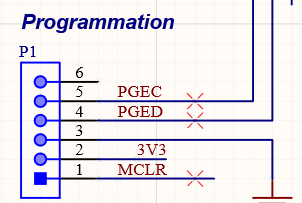 Programmation
P1
6
5 PGEC
4 PGED
3
2 3V3
1 MCLR